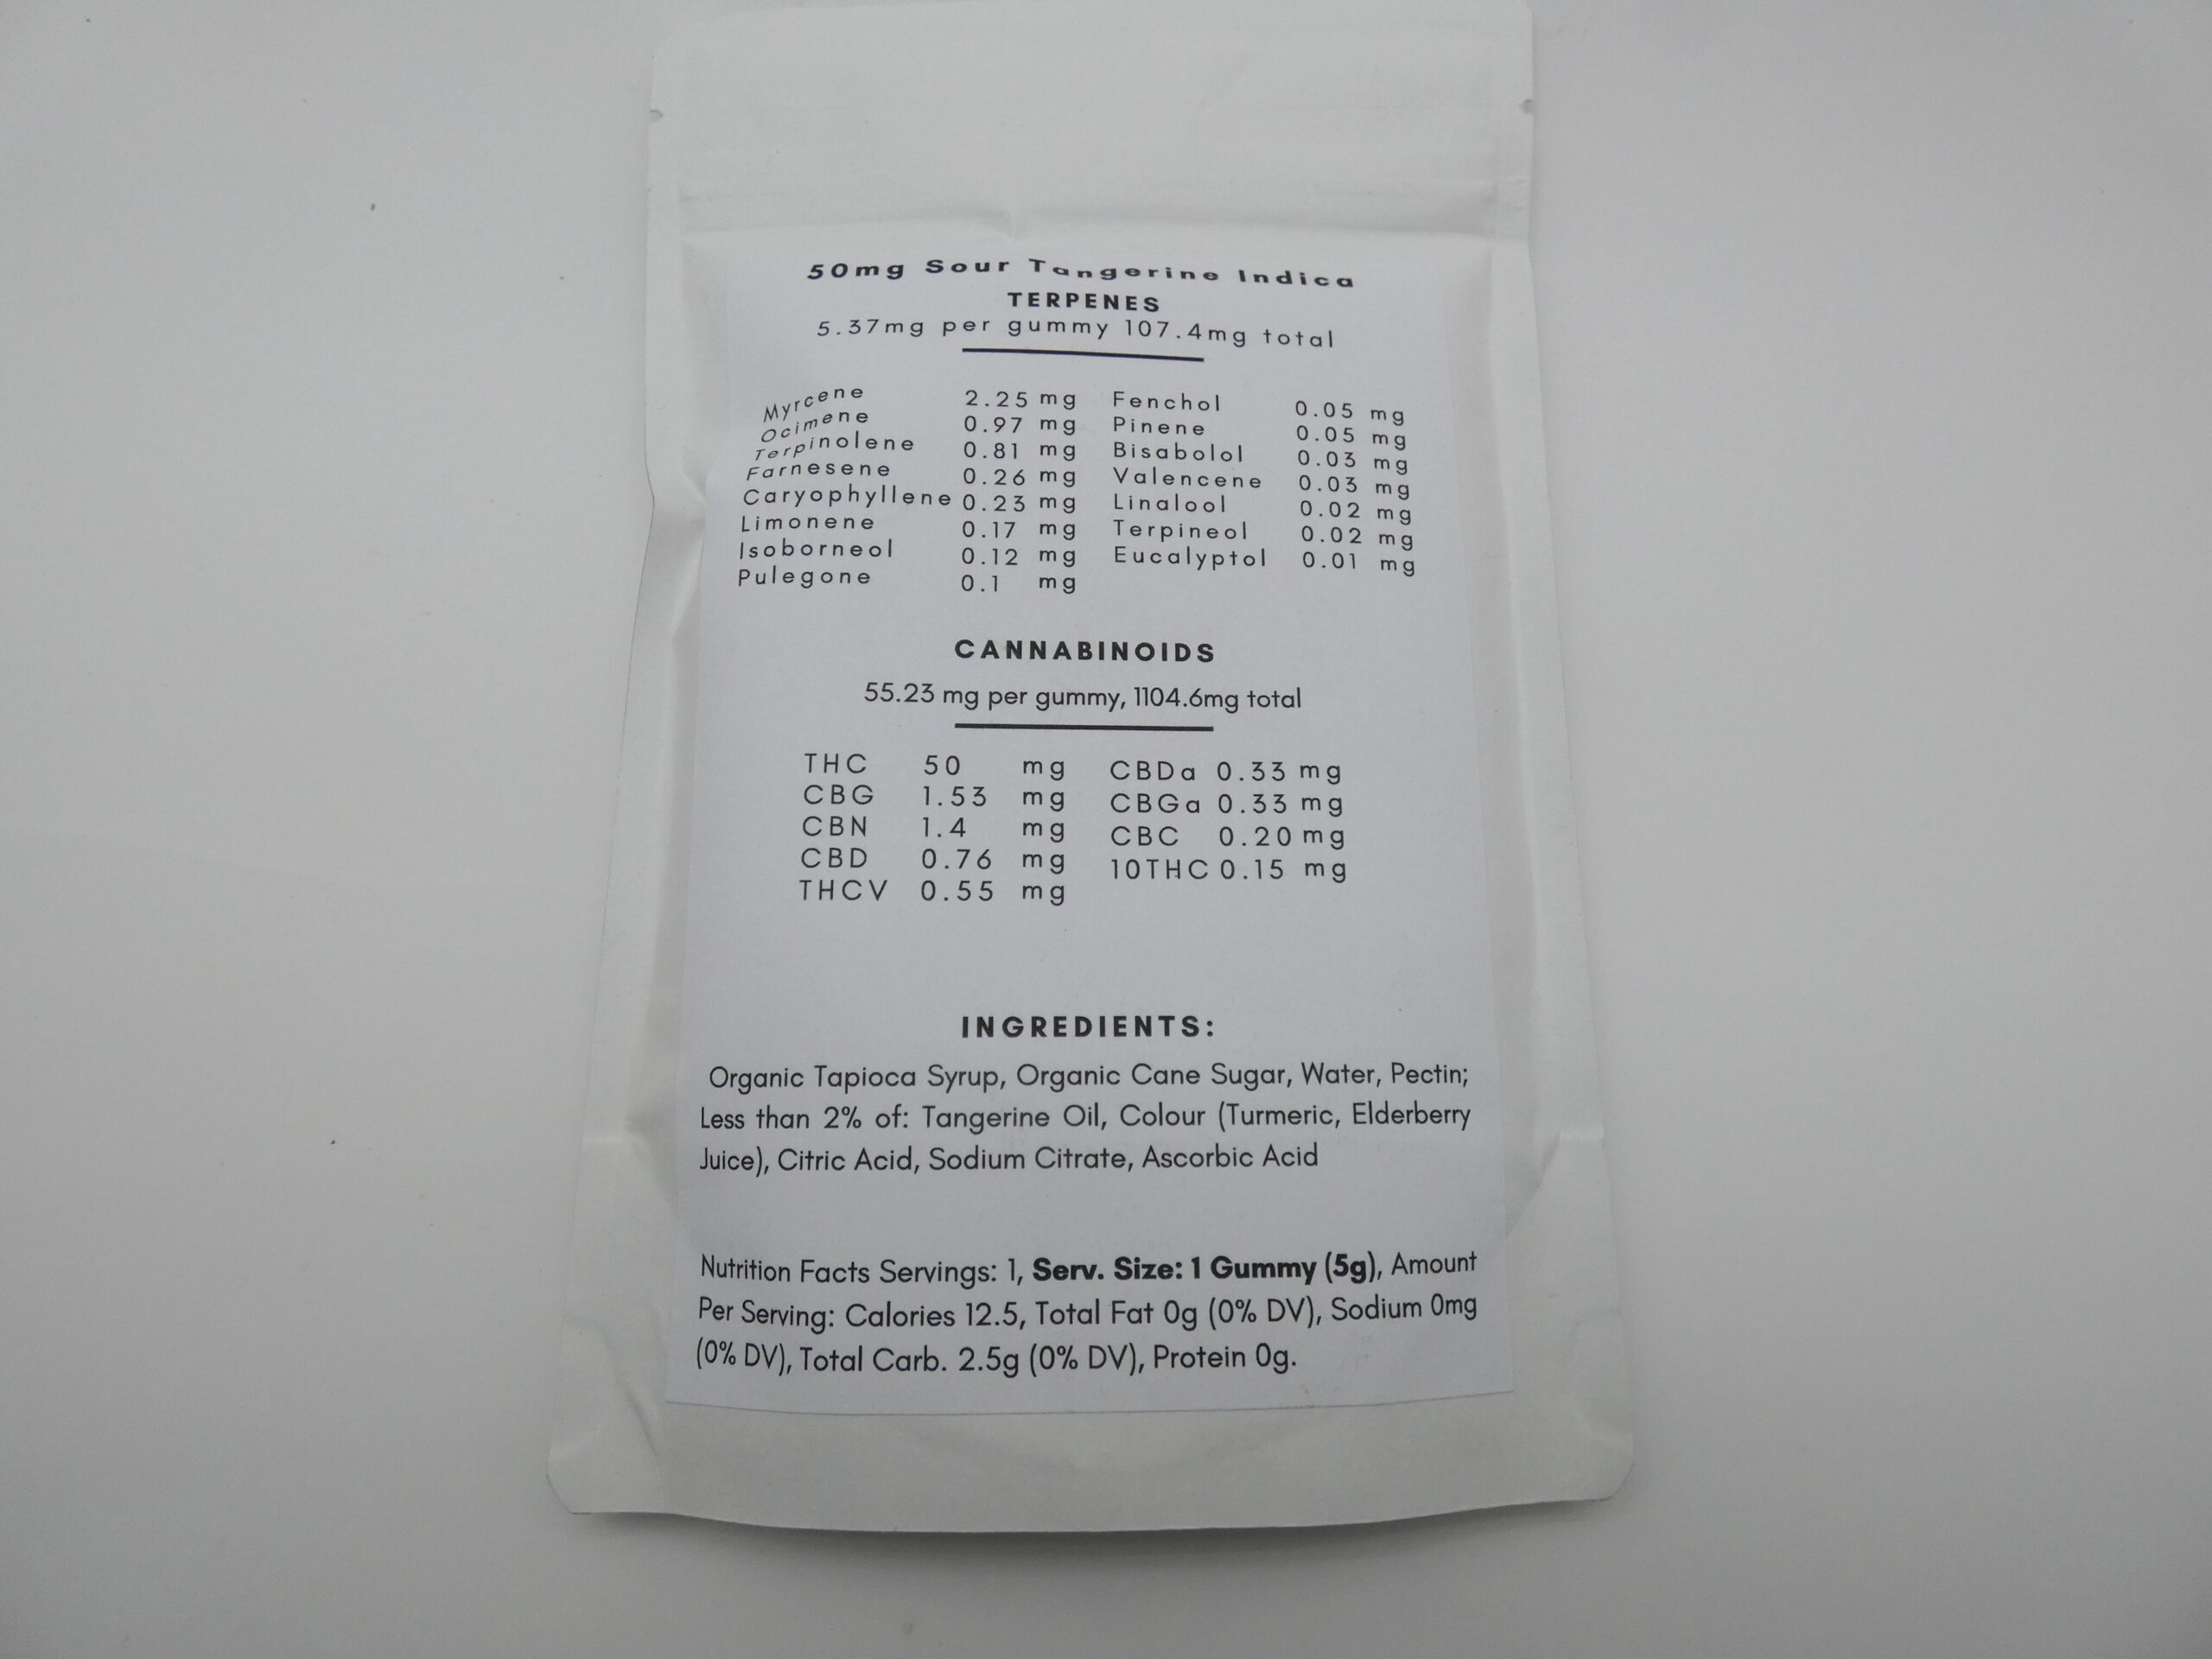 50mg Sour Tangerine Indica
TERPENES
5.37mg per gummy 107.4mg total
Myrcene 2.25 mg Fenchol 0.05 mg
Ocimene 0.97 mg Pinene 0.05 mg
Terpinolene 0.81 mg Bisabolol 0.03 mg
Farnesene 0.26 mg Valencene 0.03 mg
Caryophyllene 0.23 mg Linalool 0.02 mg
Limonene 0.17 mg Terpineol 0.02 mg
Isoborneol 0.12 mg Eucalyptol 0.01 mg
Pulegone 0.1 mg
CANNABINOIDS
55.23 mg per gummy, 1104.6mg total
THC 50 mg CBDa 0.33 mg
CBG 1.53 mg CBGa 0.33 mg
CBN 1.4 mg CBC 0.20 mg
CBD 0.76 mg 10THC 0.15 mg
THCV 0.55 mg
INGREDIENTS:
Organic Tapioca Syrup, Organic Cane Sugar, Water, Pectin;
Less than 2% of: Tangerine Oil, Colour (Turmeric, Elderberry
Juice), Citric Acid, Sodium Citrate, Ascorbic Acid
Nutrition Facts Servings: 1, Serv. Size: 1 Gummy (5g), Amount
Per Serving: Calories 12.5, Total Fat 0g (0% DV), Sodium 0mg
(0% DV), Total Carb. 2.5g (0% DV), Protein 0g.